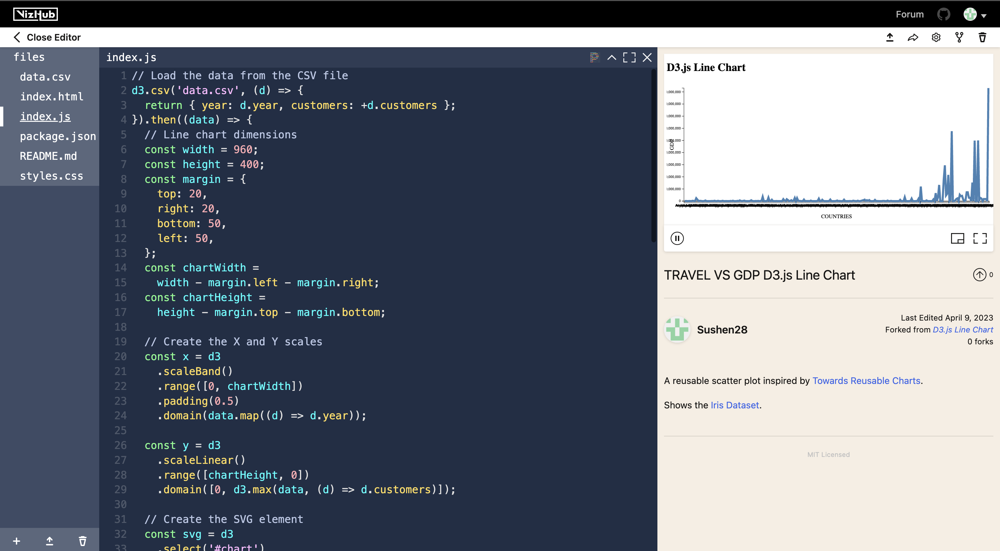 VizHub
Forum
Close Editor
files
data.csv
index.html
index.js
package.json
README.md
styles.css
index.js
1 // Load the data from the CSV file
2 d3.csv('data.csv', (d) => {
3   return { year: d.year, customers: +d.customers };
4 }).then((data) => {
5   // Line chart dimensions
6   const width = 960;
7   const height = 400;
8   const margin = {
9     top: 20,
10     right: 20,
11     bottom: 50,
12     left: 50,
13   };
14   const chartWidth =
15     width - margin.left - margin.right;
16   const chartHeight =
17     height - margin.top - margin.bottom;
18
19   // Create the X and Y scales
20   const x = d3
21     .scaleBand()
22     .range([0, chartWidth])
23     .padding(0.5)
24     .domain(data.map((d) => d.year));
25
26   const y = d3
27     .scaleLinear()
28     .range([chartHeight, 0])
29     .domain([0, d3.max(data, (d) => d.customers)]);
30
31   // Create the SVG element
32   const svg = d3
33     .select('#chart')
D3.js Line Chart
,000,000
,000,000
,000,000
,000,000
,000,000
GDP
,000,000
,000,000
,000,000
,000,000
0
COUNTRIES
TRAVEL VS GDP D3.js Line Chart
0
Sushen28
Last Edited April 9, 2023
Forked from D3.js Line Chart
0 forks
A reusable scatter plot inspired by Towards Reusable Charts.
Shows the Iris Dataset.
MIT Licensed